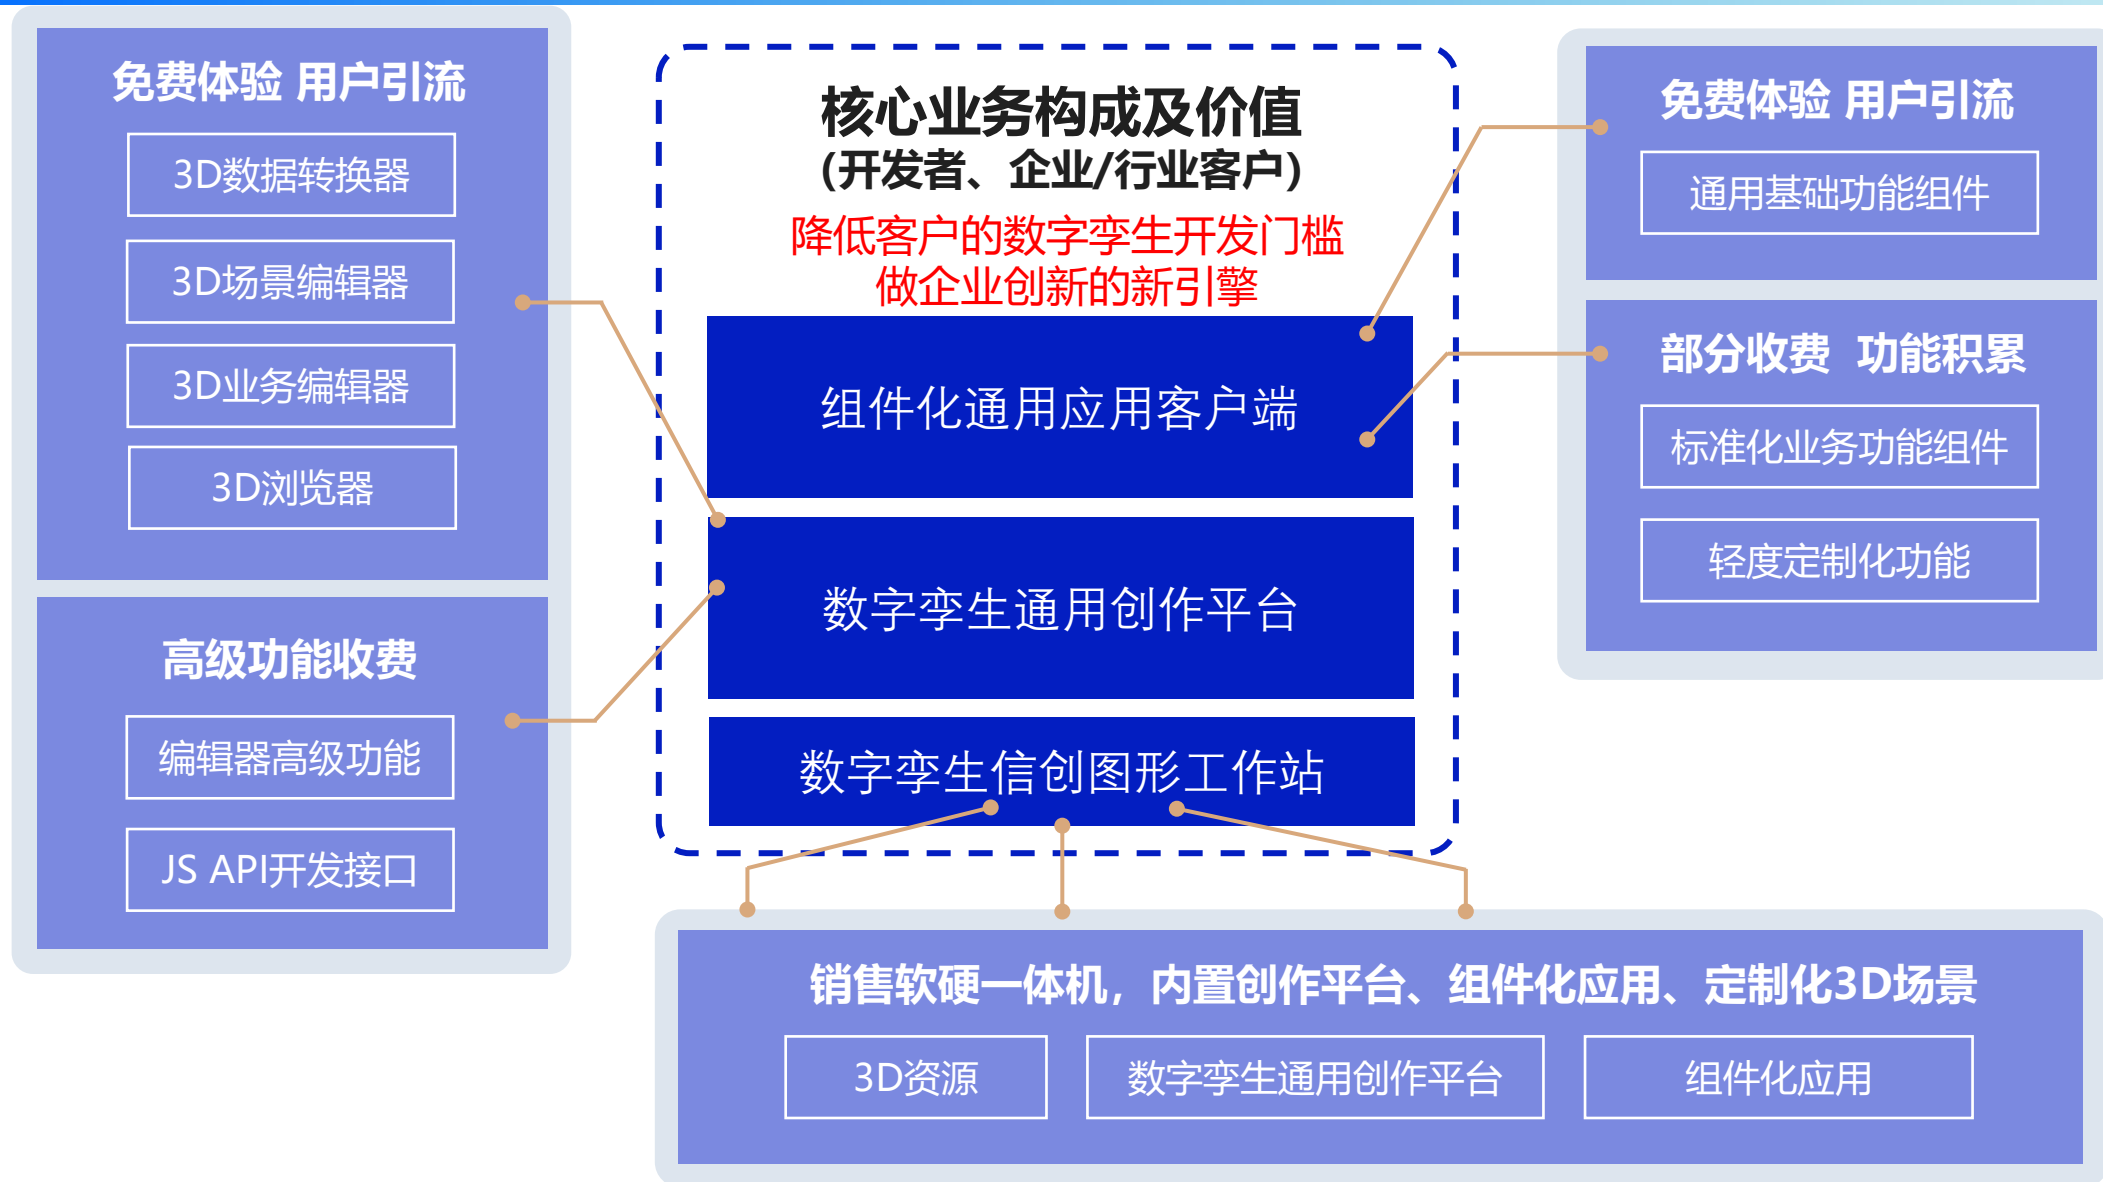 免费体验 用户引流
3D数据转换器
3D场景编辑器
3D业务编辑器
3D浏览器
高级功能收费
编辑器高级功能
JS API开发接口
核心业务构成及价值
（开发者、企业/行业客户）
降低客户的数字孪生开发门槛
做企业创新的新引擎
组件化通用应用客户端
数字孪生通用创作平台
数字孪生信创图形工作站
免费体验 用户引流
通用基础功能组件
部分收费 功能积累
标准化业务功能组件
轻度定制化功能
销售软硬一体机，内置创作平台、组件化应用、定制化3D场景
3D资源
数字孪生通用创作平台
组件化应用